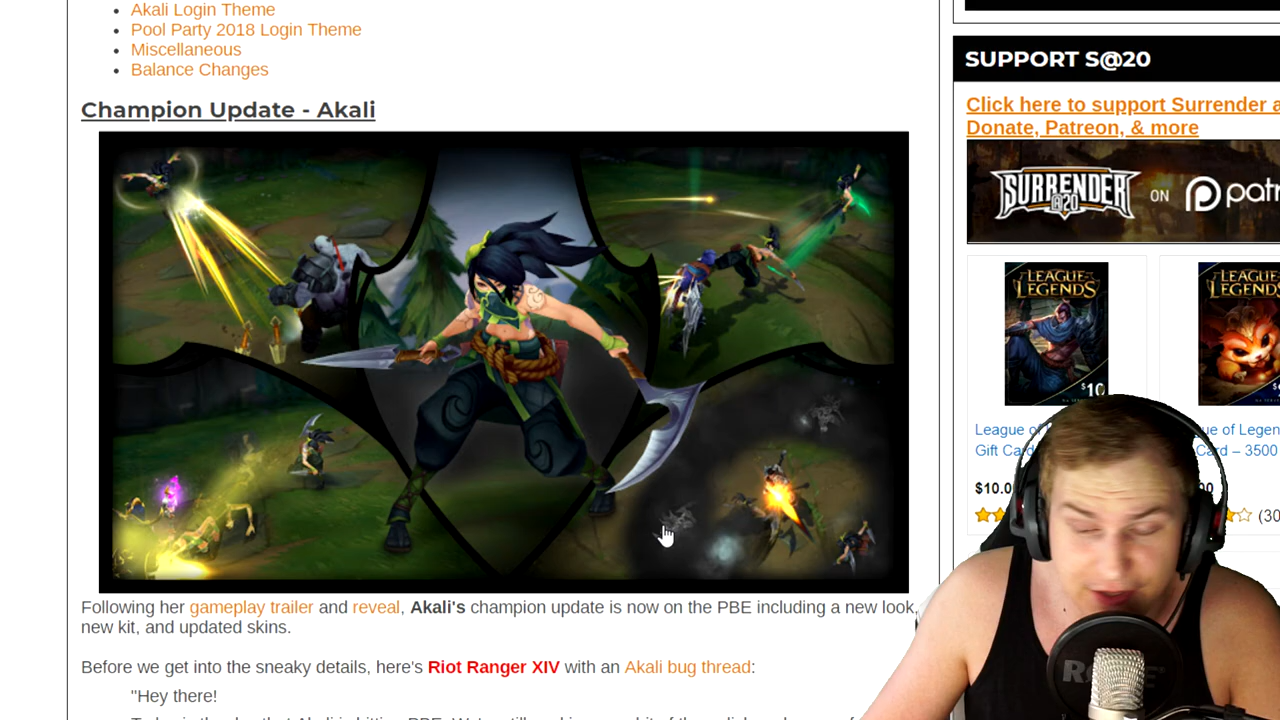 Akali Login Theme
Pool Party 2018 Login Theme
Miscellaneous
Balance Changes
Champion Update - Akali
Following her gameplay trailer and reveal, Akali's champion update is now on the PBE including a new look,
new kit, and updated skins.
Before we get into the sneaky details, here's Riot Ranger XIV with an Akali bug thread:
"Hey there!
SUPPORT S@20
Click here to support Surrender a
Donate, Patreon, & more
SURRENDER @20 ON patr
LEAGUE OF LEGENDS
$10
LEAGUE OF LEGENDS
League of
Gift Card
$10.0
ue of Legen
Card – 3500
00
(30